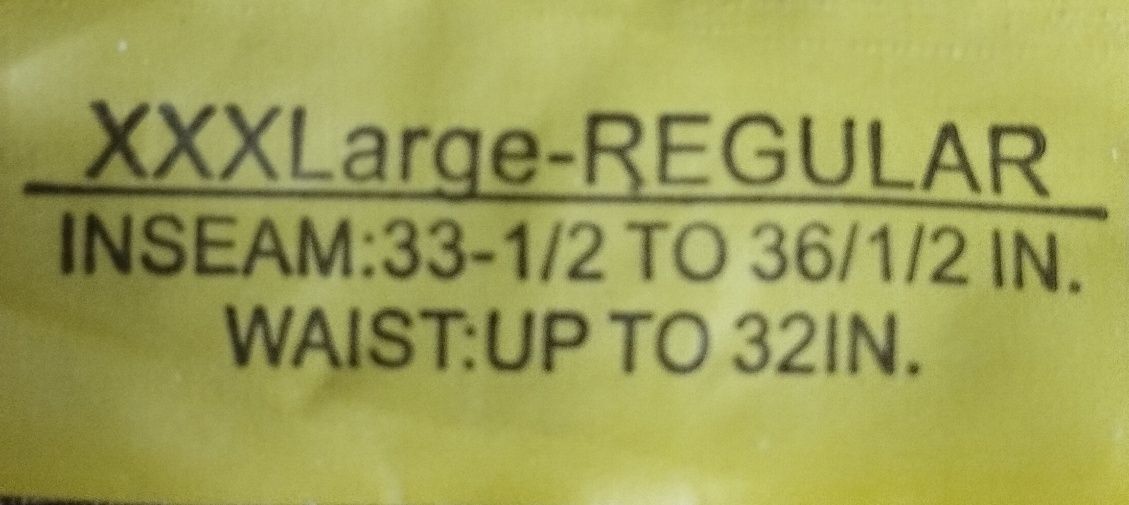 XXXLarge-REGULAR
INSEAM:33-1/2 TO 36/1/2 IN.
WAIST:UP TO 32IN.